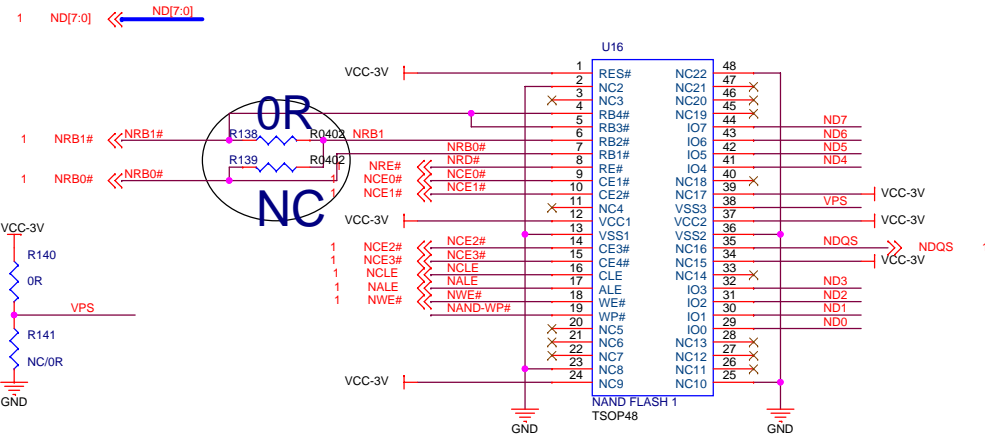 1 ND[7:0] ND[7:0]
U16
VCC-3V 1 RES# NC22 48
2 NC2 NC21 47
3 NC3 NC20 46
4 RB4# NC19 45
0R
5 RB3# IO7 44 ND7
1 NRB1# NRB1# R138 R0402 NRB1 6 RB2# IO6 43 ND6
NRB0# 7 RB1# IO5 42 ND5
R139 R0402 NRE# NRD# 8 RE# IO4 41 ND4
1 NRB0# NRB0# 1 NCE0# NCE0# 9 CE1# NC18 40
1 NCE1# NCE1# 10 CE2# NC17 39 VCC-3V
NC
11 NC4 VSS3 38 VPS
VCC-3V 12 VCC1 VCC2 37 VCC-3V
VCC-3V
13 VSS1 VSS2 36
1 NCE2# NCE2# 14 CE3# NC16 35 NDQS NDQS
R140
1 NCE3# NCE3# 15 CE4# NC15 34 VCC-3V
1 NCLE NCLE 16 CLE NC14 33
0R
1 NALE NALE 17 ALE IO3 32 ND3
1 NWE# NWE# 18 WE# IO2 31 ND2
VPS
NAND-WP# 19 WP# IO1 30 ND1
20 NC5 IO0 29 ND0
R141
21 NC6 NC13 28
22 NC7 NC12 27
NC/0R
23 NC8 NC11 26
VCC-3V 24 NC9 NC10 25
GND
NAND FLASH 1
TSOP48
GND
GND